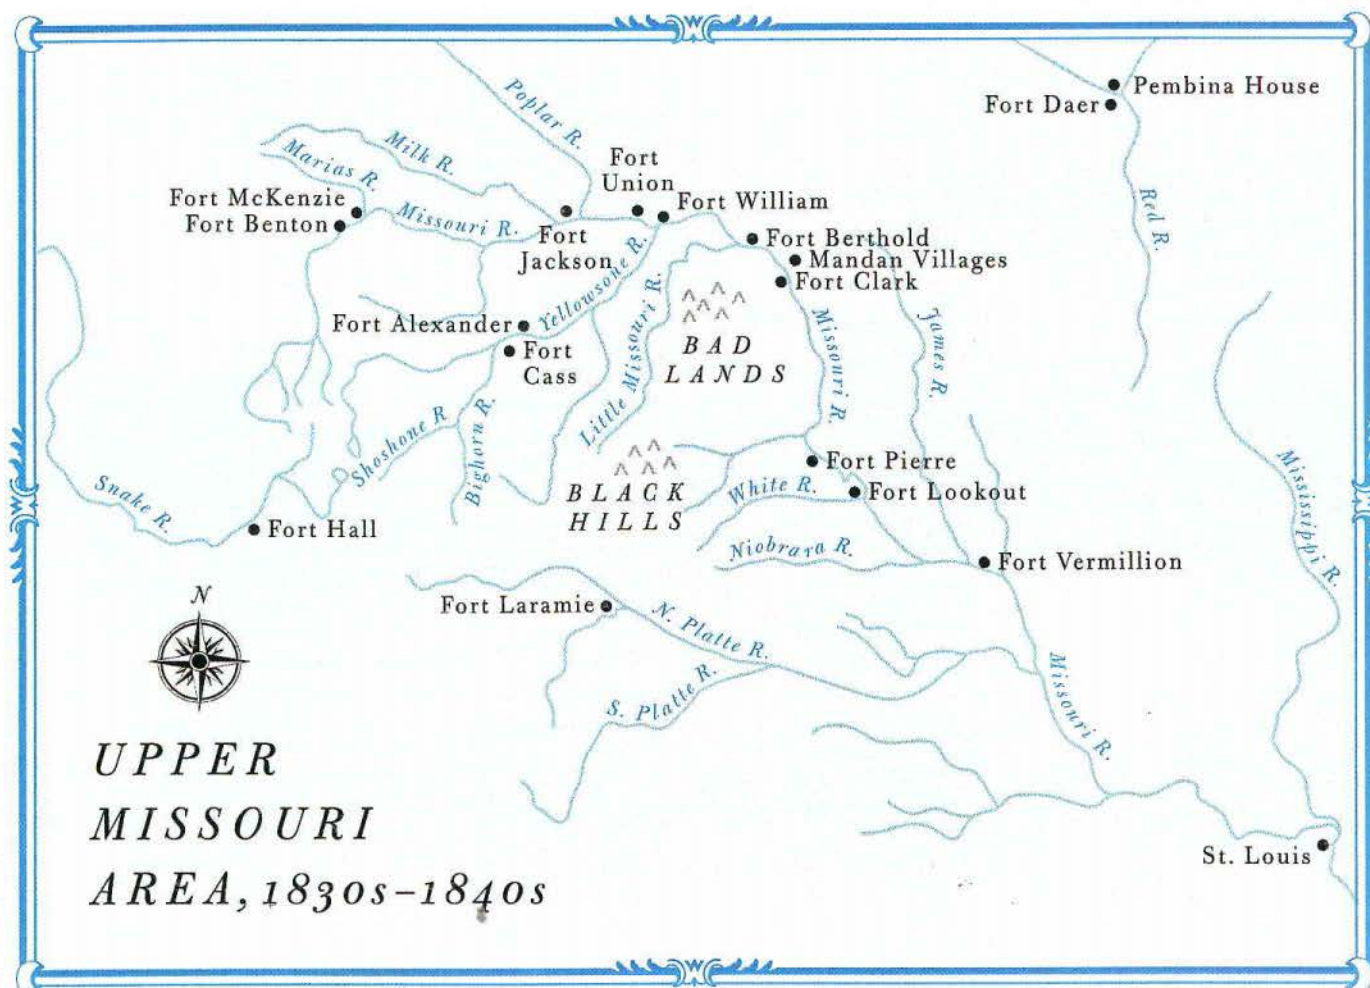 Pembina House
Fort Daer
Poplar R.
Milk R.
Marias R.
Fort
Union
Fort McKenzie
Fort William
Fort Benton
Missouri R.
Red R.
Fort
Jackson
Fort Berthold
Mandan Villages
Fort Clark
Yellowsone R.
Little Missouri R.
Fort Alexander
Fort
Cass
BAD
LANDS
Missouri R.
James R.
Shoshone R
Bighorn R.
Fort Pierre
Snake R.
BLACK
HILLS
White R.
Fort Lookout
Mississippi R.
Fort Hall
Niobrara R.
Fort Vermillion
N
Fort Laramie
N. Platte R.
S. Platte R.
Missouri R.
UPPER
MISSOURI
AREA, 1830s–1840s
St. Louis